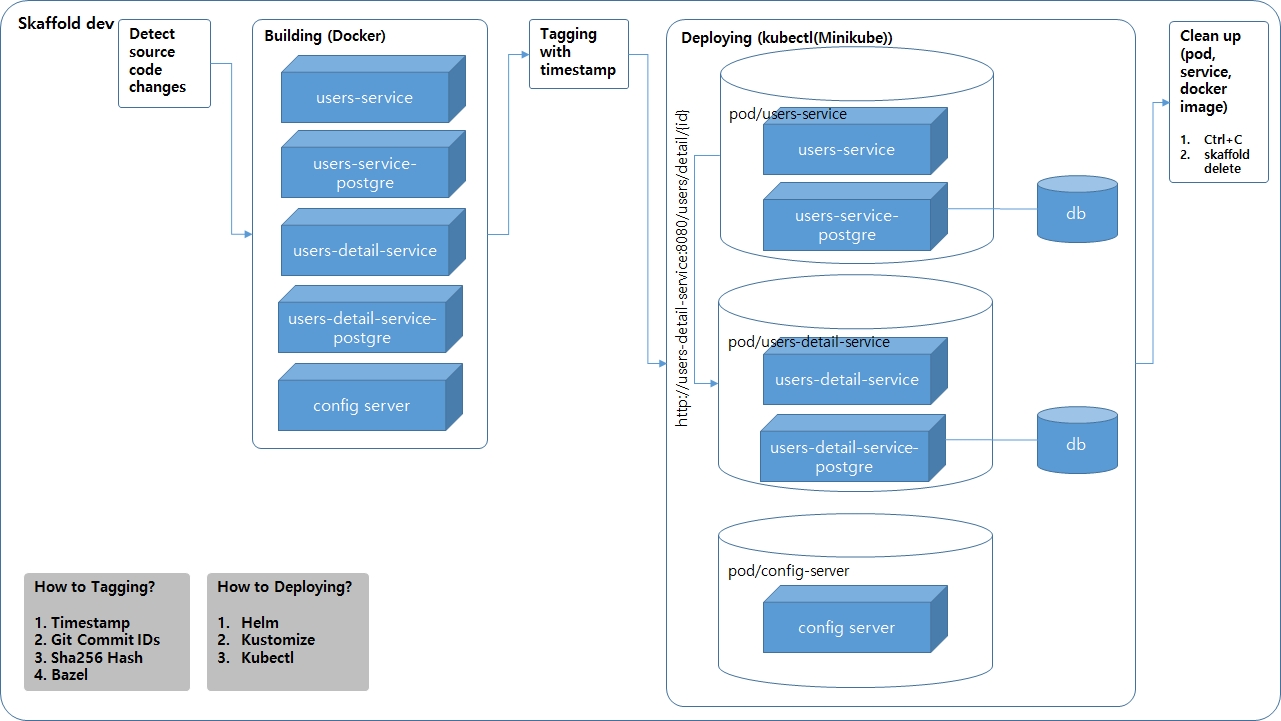 Skaffold dev
Detect
source
code
changes
Building (Docker)
users-service
users-service-
postgre
users-detail-service
users-detail-service-
postgre
config server
Tagging
with
timestamp
Deploying (kubectl(Minikube))
http://users-detail-service:8080/users/detail/{id}
pod/users-service
users-service
users-service-
postgre
db
pod/users-detail-service
users-detail-service
users-detail-service-
postgre
db
pod/config-server
config server
Clean up
(pod,
service,
docker
image)
1. Ctrl+C
2. skaffold
delete
How to Tagging?
1. Timestamp
2. Git Commit IDs
3. Sha256 Hash
4. Bazel
How to Deploying?
1. Helm
2. Kustomize
3. Kubectl